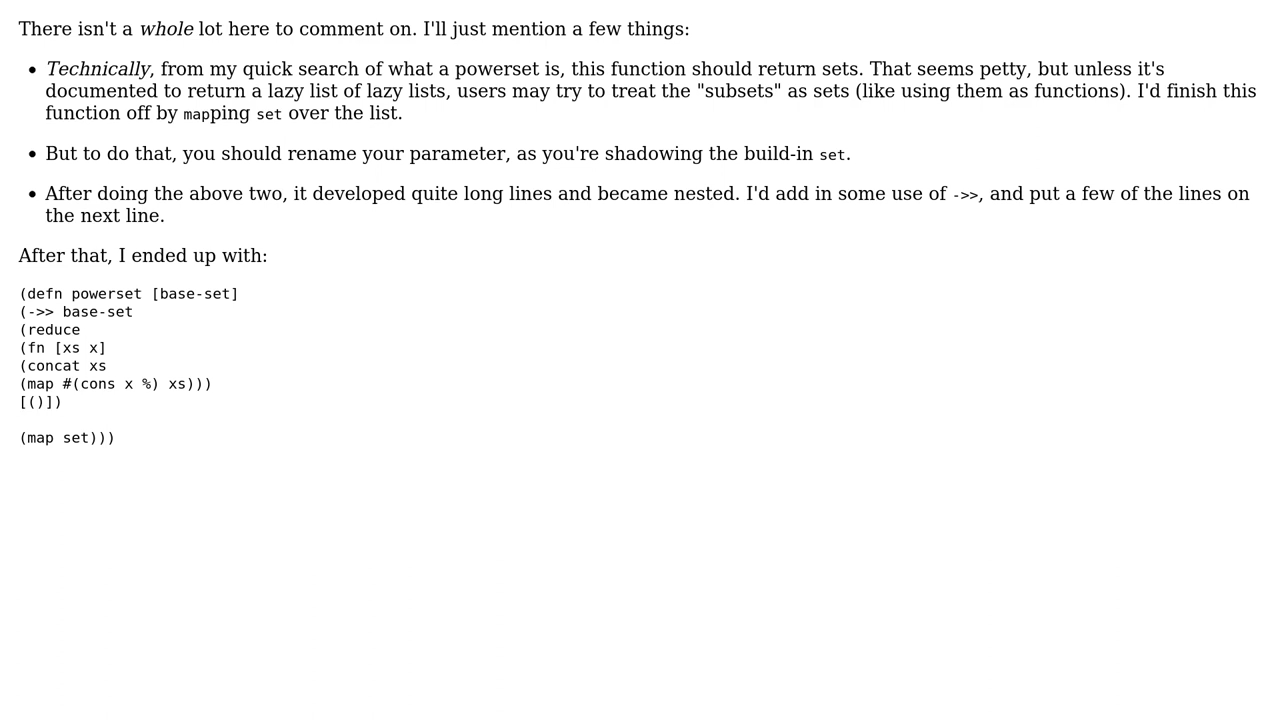 There isn't a whole lot here to comment on. I'll just mention a few things:
• Technically, from my quick search of what a powerset is, this function should return sets. That seems petty, but unless it's
documented to return a lazy list of lazy lists, users may try to treat the "subsets" as sets (like using them as functions). I'd finish this
function off by mapping set over the list.
• But to do that, you should rename your parameter, as you're shadowing the build-in set.
• After doing the above two, it developed quite long lines and became nested. I'd add in some use of ->>, and put a few of the lines on
the next line.
After that, I ended up with:
(defn powerset [base-set]
(->> base-set
(reduce
(fn [xs x]
(concat xs
(map #(cons x %) xs)))
[()])
(map set)))